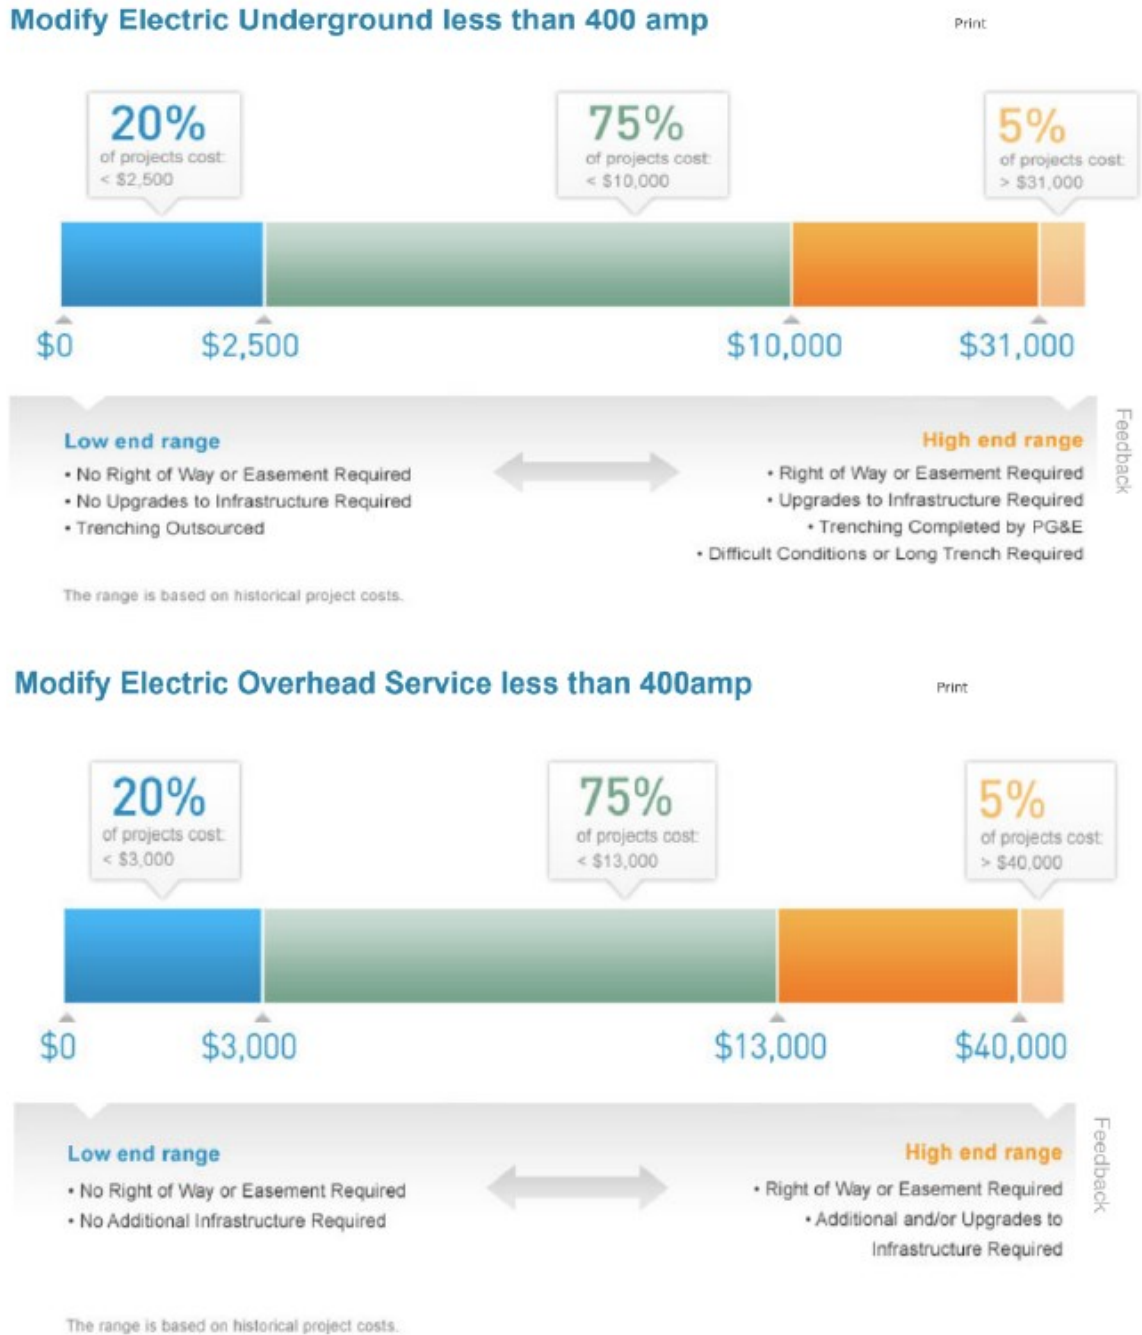 Modify Electric Underground less than 400 amp
Print
20%
of projects cost:
< $2,500
75%
of projects cost:
< $10,000
5%
of projects cost:
> $31,000
$0
$2,500
$10,000
$31,000
Feedback
Low end range
• No Right of Way or Easement Required
• No Upgrades to Infrastructure Required
• Trenching Outsourced
High end range
• Right of Way or Easement Required
• Upgrades to Infrastructure Required
• Trenching Completed by PG&E
• Difficult Conditions or Long Trench Required
The range is based on historical project costs.
Modify Electric Overhead Service less than 400amp
Print
20%
of projects cost:
< $3,000
75%
of projects cost:
< $13,000
5%
of projects cost:
> $40,000
$0
$3,000
$13,000
$40,000
Feedback
Low end range
• No Right of Way or Easement Required
• No Additional Infrastructure Required
High end range
• Right of Way or Easement Required
• Additional and/or Upgrades to
Infrastructure Required
The range is based on historical project costs.